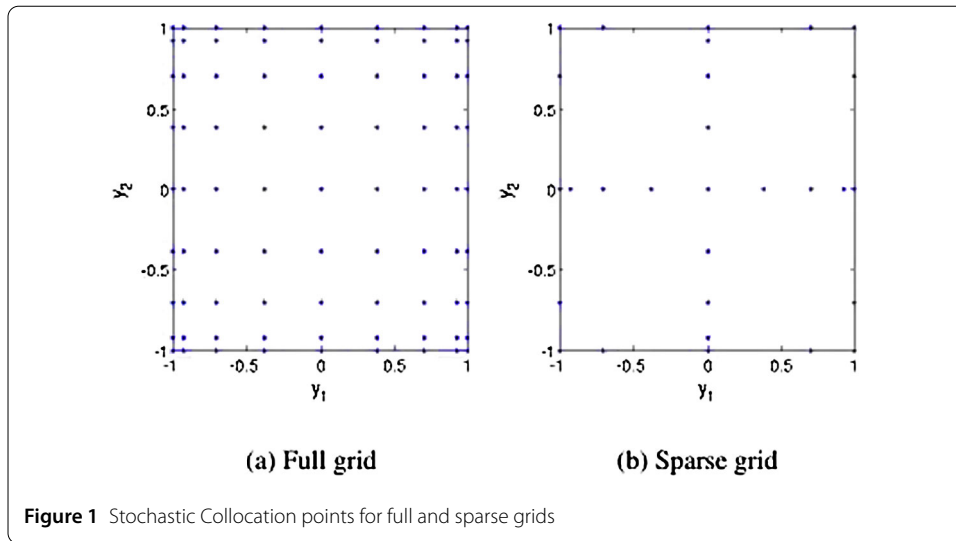 1
1
0.5
0.5
y2
0
y2
0
-0.5
-0.5
-1
-1
-1 -0.5 0 0.5 1
-1 -0.5 0 0.5 1
y1
y1
(a) Full grid
(b) Sparse grid
Figure 1 Stochastic Collocation points for full and sparse grids